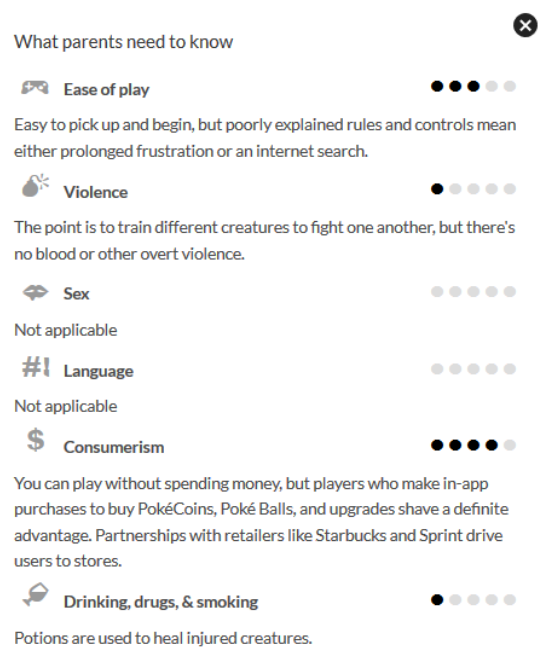 What parents need to know
Ease of play
Easy to pick up and begin, but poorly explained rules and controls mean
either prolonged frustration or an internet search.
Violence
The point is to train different creatures to fight one another, but there's
no blood or other overt violence.
Sex
Not applicable
#! Language
Not applicable
$ Consumerism
You can play without spending money, but players who make in-app
purchases to buy PokéCoins, Poké Balls, and upgrades shave a definite
advantage. Partnerships with retailers like Starbucks and Sprint drive
users to stores.
Drinking, drugs, & smoking
Potions are used to heal injured creatures.